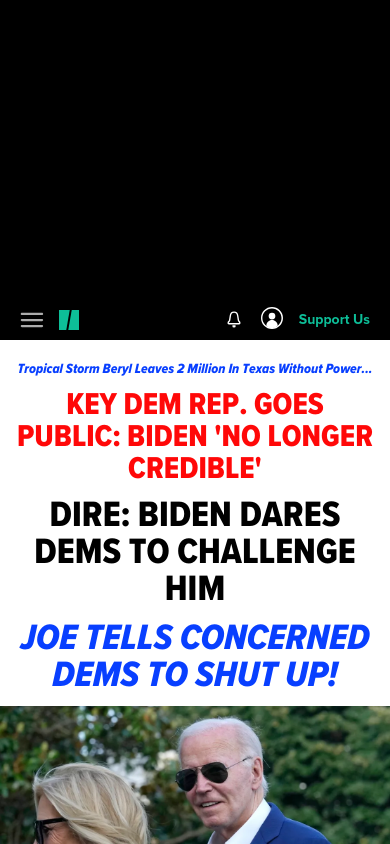 Support Us
Tropical Storm Beryl Leaves 2 Million In Texas Without Power...
KEY DEM REP. GOES
PUBLIC: BIDEN 'NO LONGER
CREDIBLE'
DIRE: BIDEN DARES
DEMS TO CHALLENGE
HIM
JOE TELLS CONCERNED
DEMS TO SHUT UP!